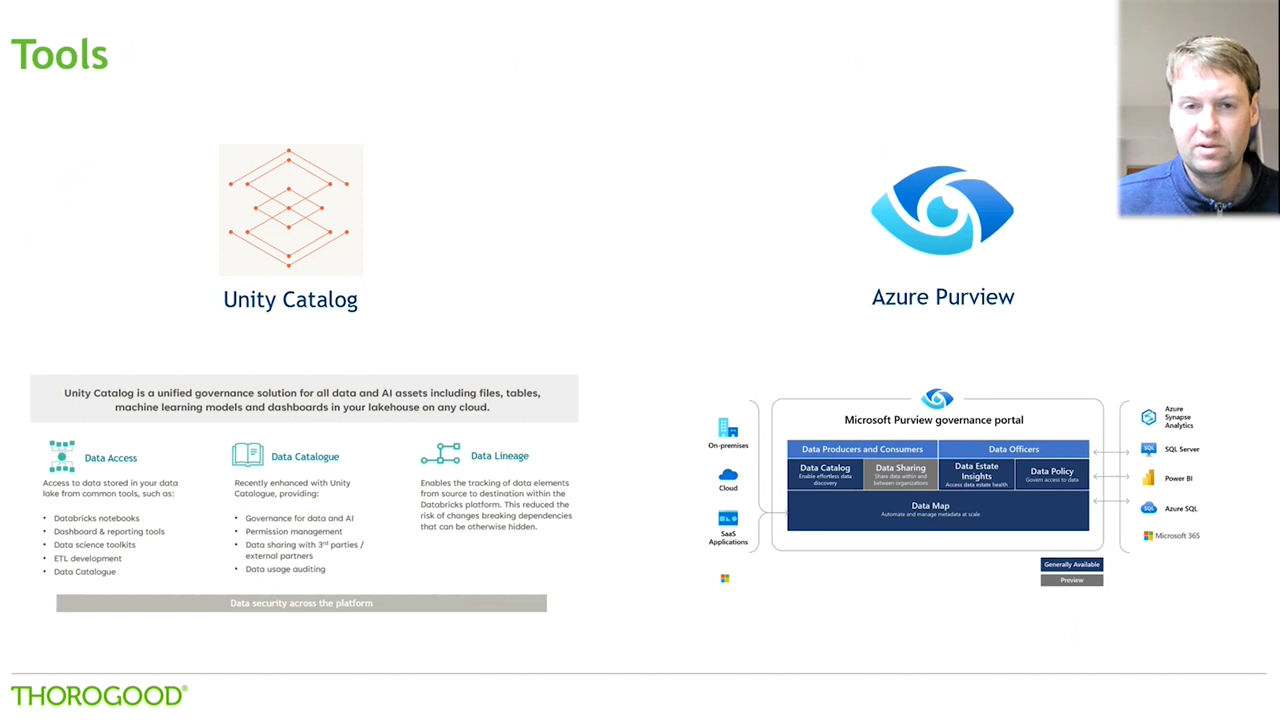 Tools
Unity Catalog
Unity Catalog is a unified governance solution for all data and AI assets including files, tables,
machine learning models and dashboards in your lakehouse on any cloud.
Data Access
Access to data stored in your data
lake from common tools, such as:
• Databricks notebooks
• Dashboard & reporting tools
• Data science toolkits
• ETL development
• Data Catalogue
Data Catalogue
Recently enhanced with Unity
Catalogue, providing:
• Governance for data and AI
• Permission management
• Data sharing with 3rd parties /
external partners
• Data usage auditing
Data Lineage
Enables the tracking of data elements
from source to destination within the
Databricks platform. This reduced the
risk of changes breaking dependencies
that can be otherwise hidden.
Data security across the platform
Azure Purview
Microsoft Purview governance portal
On-premises
Cloud
SaaS
Applications
Data Producers and Consumers
Data Officers
Data Catalog
Enable effortless data
discovery
Data Sharing
Share data within and
between organizations
Data Estate
Insights
Access data estate health
Data Policy
Govern access to data
Data Map
Automate and manage metadata at scale
Azure
Synapse
Analytics
SQL
SQL Server
Power BI
SQL
Azure SQL
Microsoft 365
Generally Available
Preview
THOROGOOD®